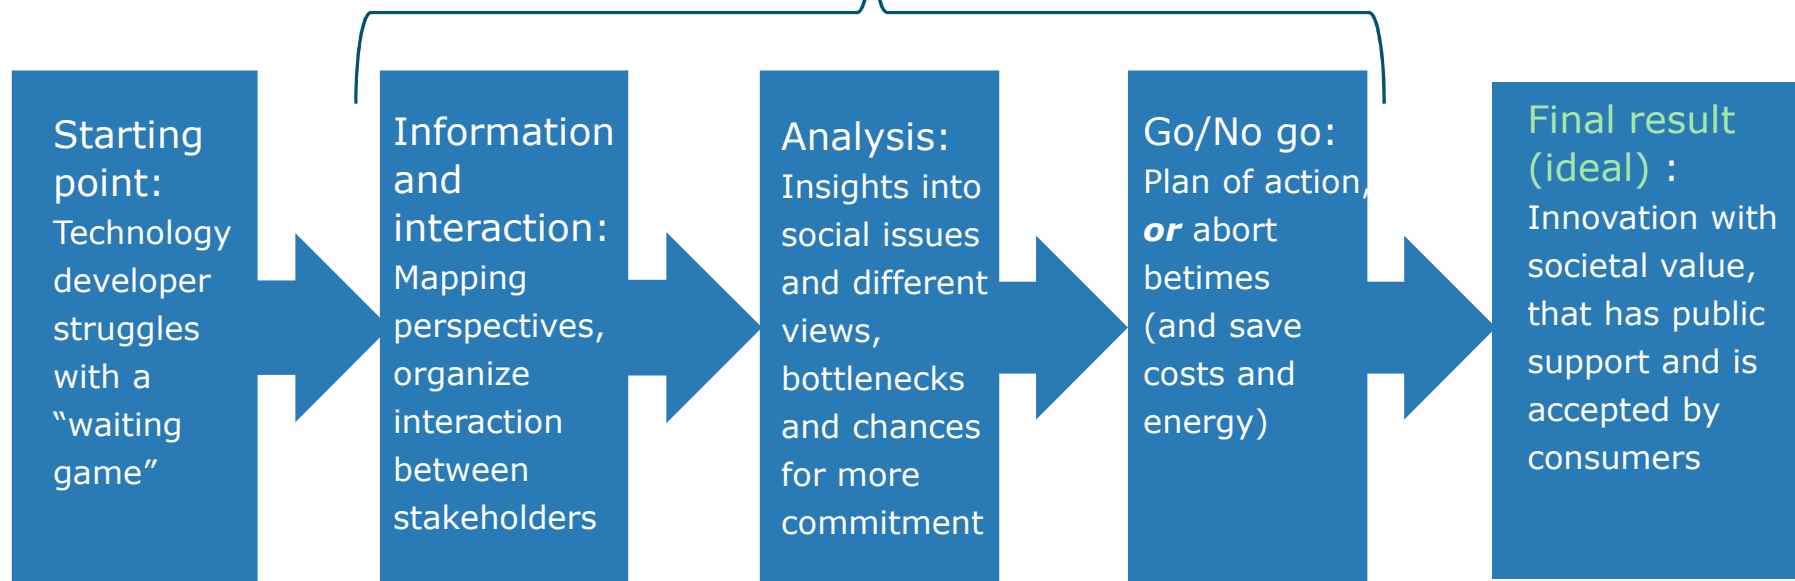 Starting
point:
Technology
developer
struggles
with a
“waiting
game”
Information
and
interaction:
Mapping
perspectives,
organize
interaction
between
stakeholders
Analysis:
Insights into
social issues
and different
views,
bottlenecks
and chances
for more
commitment
Go/No go:
Plan of action,
or abort
betimes
(and save
costs and
energy)
Final result
(ideal) :
Innovation with
societal value,
that has public
support and is
accepted by
consumers